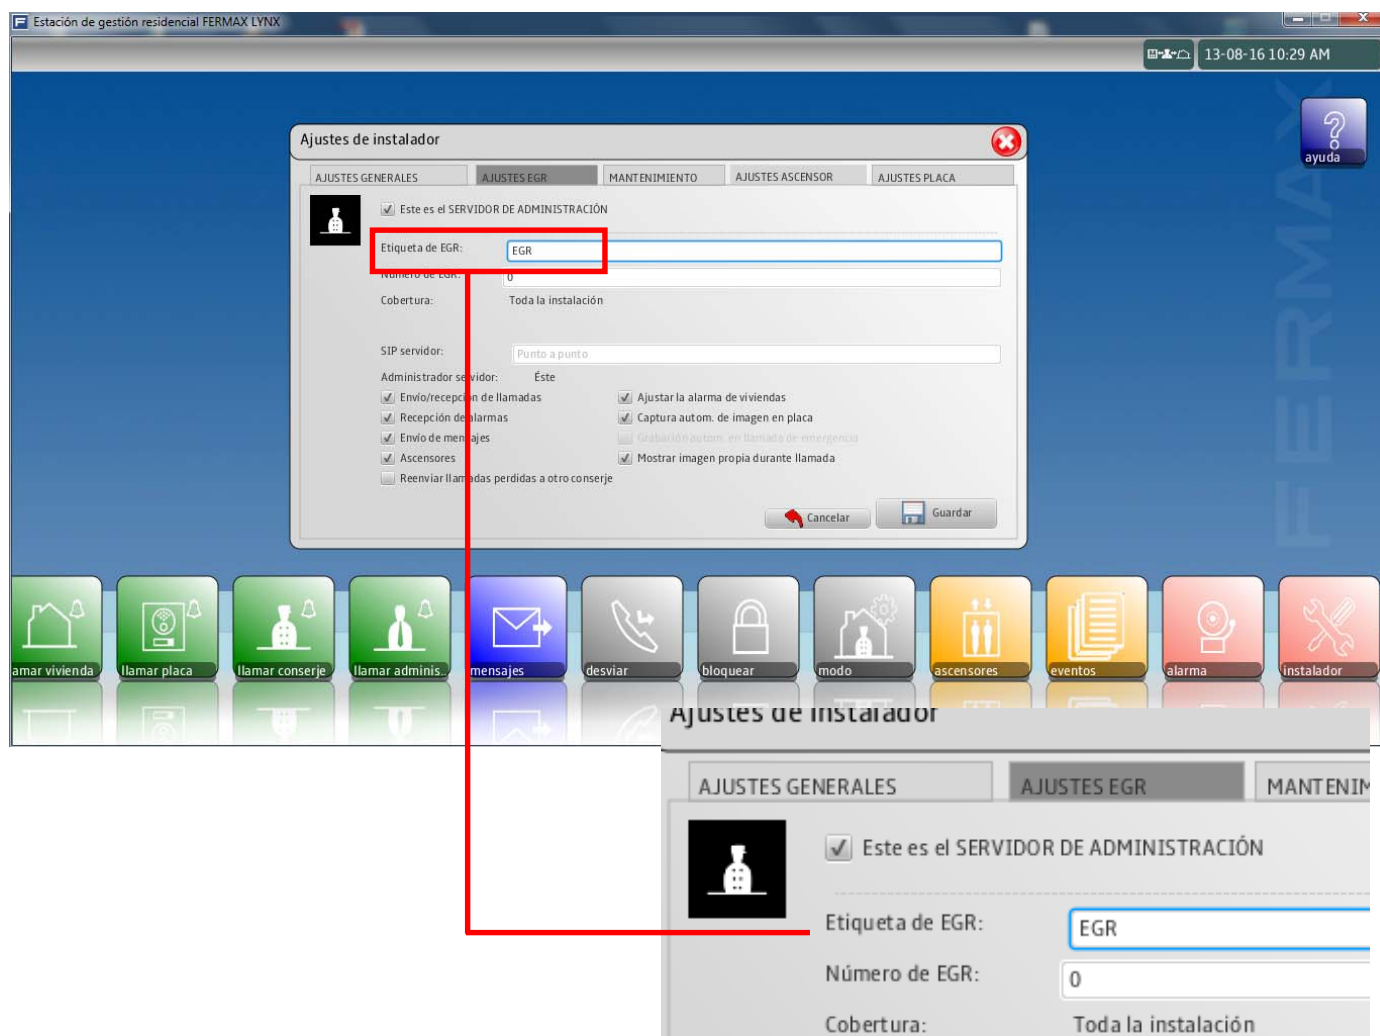 Estación de gestión residencial FERMAX LYNX
13-08-16 10:29 AM
FERMAX
ayuda
Ajustes de instalador
AJUSTES GENERALES AJUSTES EGR MANTENIMIENTO AJUSTES ASCENSOR AJUSTES PLACA
Este es el SERVIDOR DE ADMINISTRACIÓN
Etiqueta de EGR: EGR
Número de EGR: 0
Cobertura: Toda la instalación
SIP servidor: Punto a punto
Administrador servidor: Éste
Envío/recepción de llamadas Ajustar la alarma de viviendas
Recepción de alarmas Captura autom. de imagen en placa
Envío de mensajes Grabación autom. en llamada de emergencia
Ascensores Mostrar imagen propia durante llamada
Reenviar llamadas perdidas a otro conserje
Cancelar Guardar
amar vivienda llamar placa llamar conserje llamar adminis.. mensajes desviar bloquear modo ascensores eventos alarma instalador
Ajustes de instalador
AJUSTES GENERALES AJUSTES EGR MANTENIM
Este es el SERVIDOR DE ADMINISTRACIÓN
Etiqueta de EGR: EGR
Número de EGR: 0
Cobertura: Toda la instalación